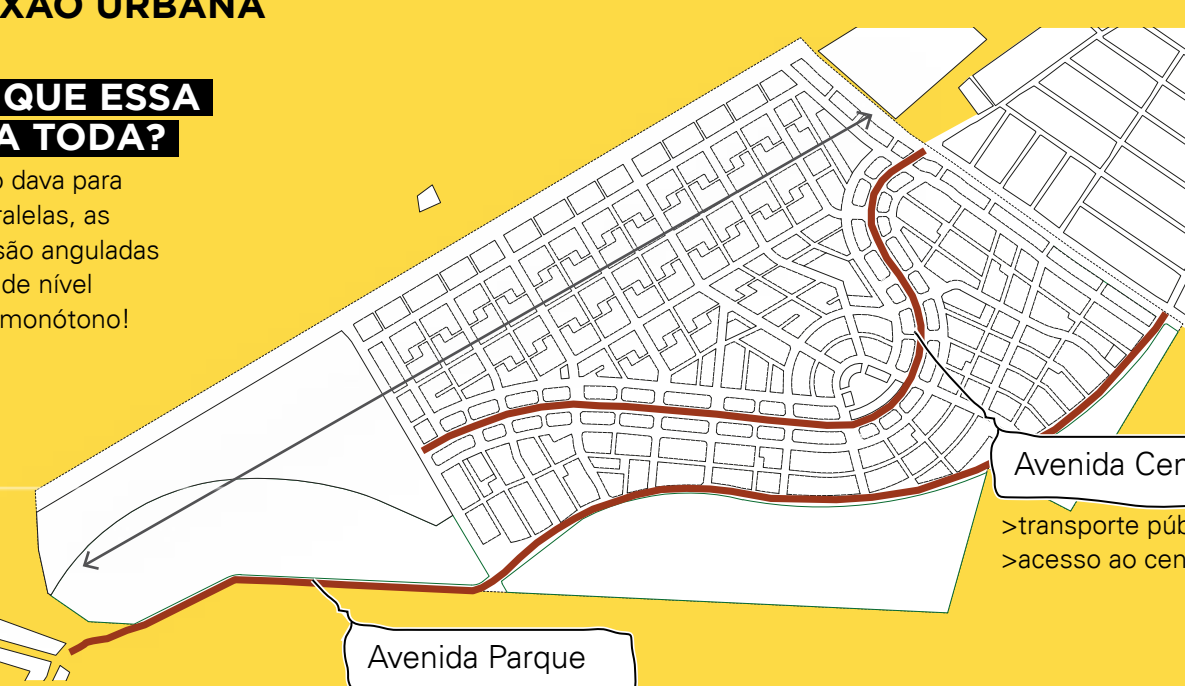 XÃO URBANA
QUE ESSA
A TODA?
o dava para
ralelas, as
são anguladas
de nível
monótono!
Avenida Cen
>transporte púb
>acesso ao cen
Avenida Parque